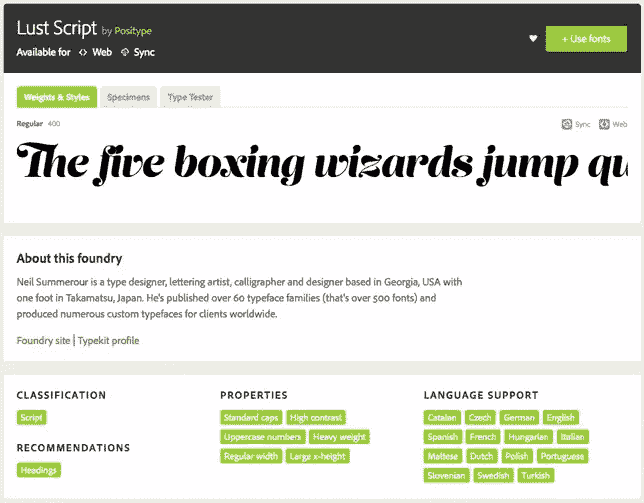 Lust Script by Positype
Available for Web Sync
+ Use fonts
Weights & Styles Specimens Type Tester
Regular 400
Sync Web
The five boxing wizards jump qu
About this foundry
Neil Summerour is a type designer, lettering artist, calligrapher and designer based in Georgia, USA with
one foot in Takamatsu, Japan. He's published over 60 typeface families (that's over 500 fonts) and
produced numerous custom typefaces for clients worldwide.
Foundry site | Typekit profile
CLASSIFICATION
Script
RECOMMENDATIONS
Headings
PROPERTIES
Standard caps High contrast
Uppercase numbers Heavy weight
Regular width Large x-height
LANGUAGE SUPPORT
Catalan Czech German English
Spanish French Hungarian Italian
Maltese Dutch Polish Portuguese
Slovenian Swedish Turkish